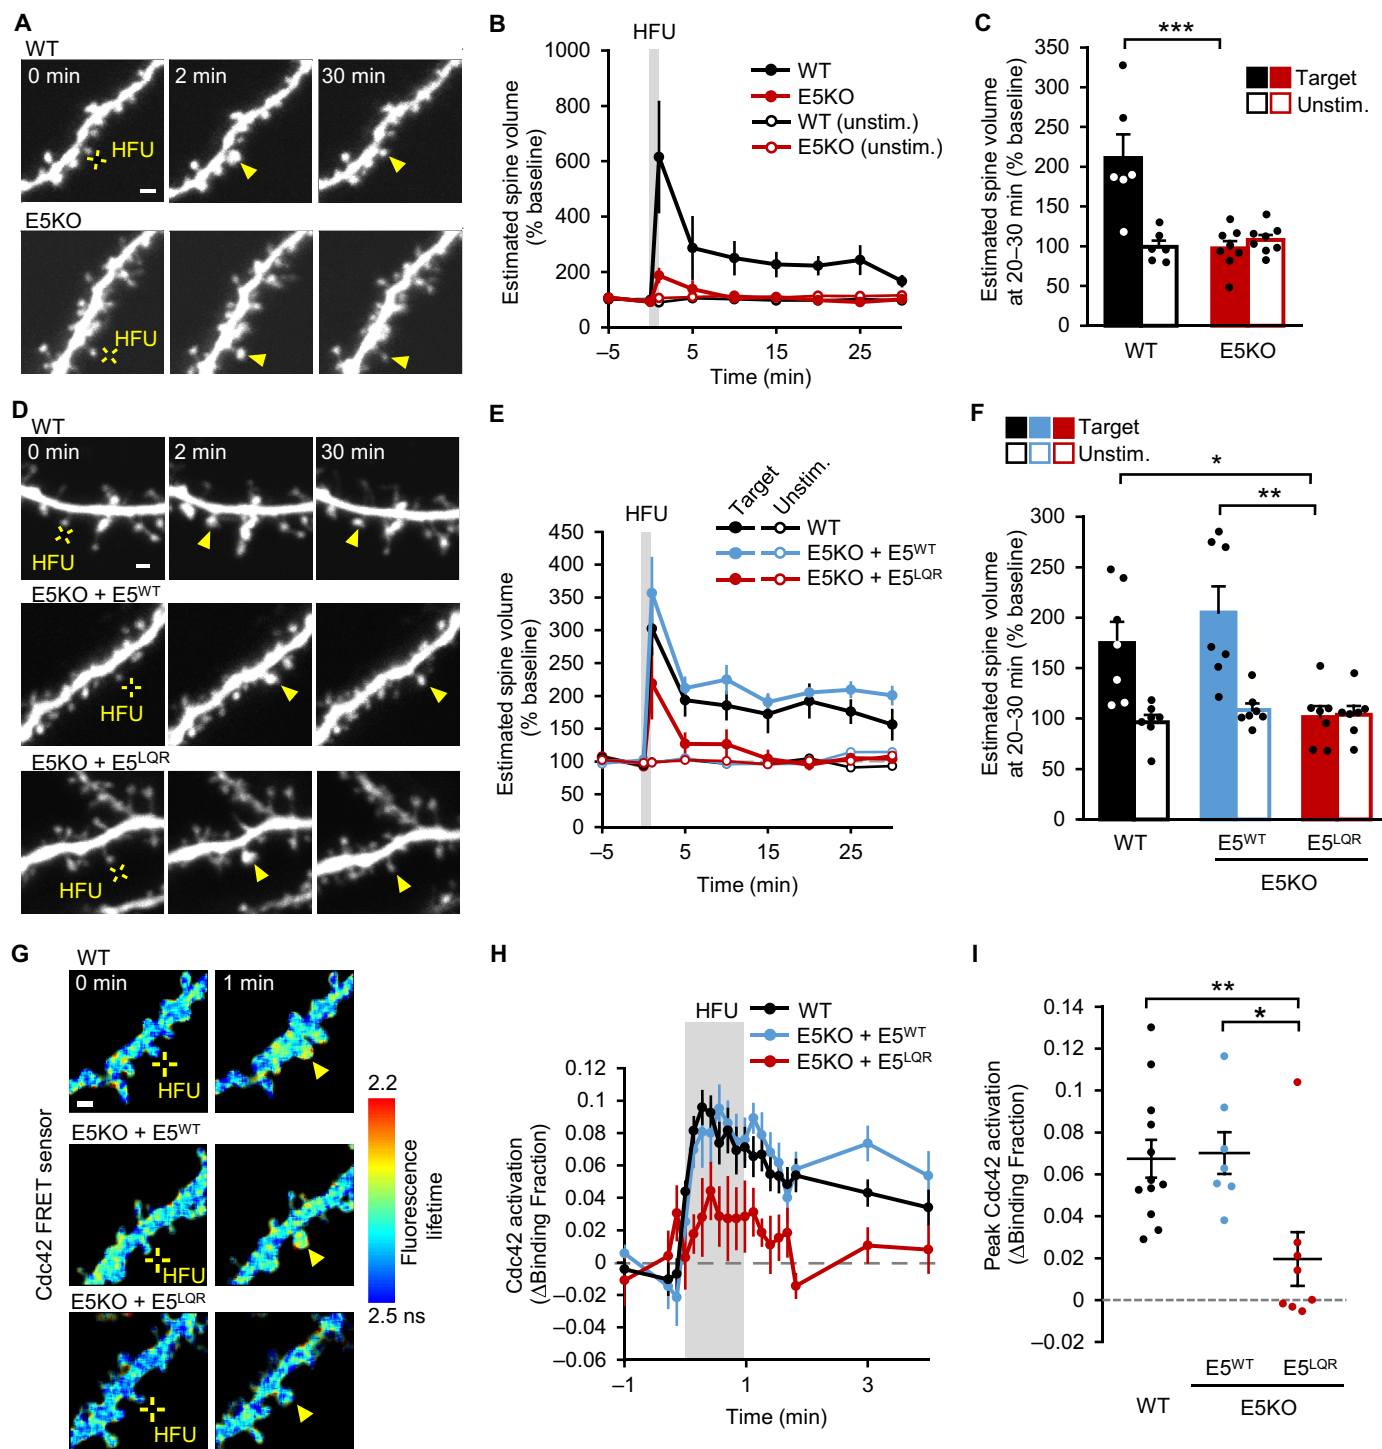 A
WT
0 min
2 min
30 min
HFU
E5KO
HFU
B
HFU
1000
800
600
400
200
0
–5
5
15
25
Time (min)
Estimated spine volume
(% baseline)
WT
E5KO
WT (unstim.)
E5KO (unstim.)
C
***
350
300
250
200
150
100
50
0
Estimated spine volume
at 20–30 min (% baseline)
Target
Unstim.
WT
E5KO
D
WT
0 min
2 min
30 min
HFU
E5KO + E5WT
HFU
E5KO + E5LQR
HFU
E
HFU
Target
Unstim.
WT
E5KO + E5WT
E5KO + E5LQR
450
400
350
300
250
200
150
100
50
0
–5
5
15
25
Time (min)
Estimated spine volume
(% baseline)
F
Target
Unstim.
*
**
300
250
200
150
100
50
0
Estimated spine volume
at 20–30 min (% baseline)
WT
E5WT
E5LQR
E5KO
G
WT
0 min
1 min
HFU
E5KO + E5WT
HFU
E5KO + E5LQR
HFU
Cdc42 FRET sensor
2.2
2.5 ns
Fluorescence
lifetime
H
HFU
WT
E5KO + E5WT
E5KO + E5LQR
0.12
0.1
0.08
0.06
0.04
0.02
0
–0.02
–0.04
–0.06
–1
1
3
Time (min)
Cdc42 activation
(ΔBinding Fraction)
I
**
*
0.14
0.12
0.1
0.08
0.06
0.04
0.02
0
–0.02
Peak Cdc42 activation
(ΔBinding Fraction)
WT
E5WT
E5LQR
E5KO